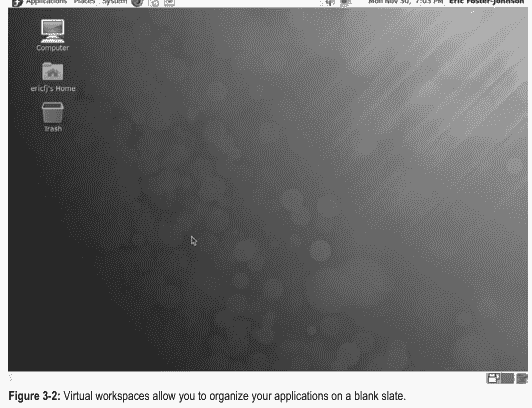 Applications Places System Mon Nov 30, 7:03 PM Eric Foster-Johnson
Computer
ericfj's Home
Trash
Figure 3-2: Virtual workspaces allow you to organize your applications on a blank slate.